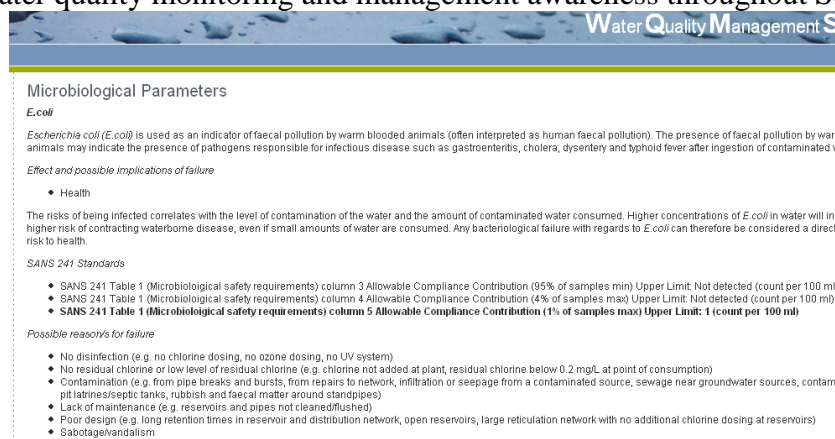 ater quality monitoring and management awareness throughout S
Water Quality Management S
Microbiological Parameters
E.coli
Escherichia coli (E.coli) is used as an indicator of faecal pollution by warm blooded animals (often interpreted as human faecal pollution). The presence of faecal pollution by war
animals may indicate the presence of pathogens responsible for infectious disease such as gastroenteritis, cholera, dysentery and typhoid fever after ingestion of contaminated
Effect and possible implications of failure
◆ Health
The risks of being infected correlates with the level of contamination of the water and the amount of contaminated water consumed. Higher concentrations of E.coli in water will in
higher risk of contracting waterborne disease, even if small amounts of water are consumed. Any bacteriological failure with regards to E.coli can therefore be considered a direct
risk to health.
SANS 241 Standards
◆ SANS 241 Table 1 (Microbioloigical safety requirements) column 3 Allowable Compliance Contribution (95% of samples min) Upper Limit: Not detected (count per 100 ml
◆ SANS 241 Table 1 (Microbioloigical safety requirements) column 4 Allowable Compliance Contribution (4% of samples max) Upper Limit: Not detected (count per 100 ml)
◆ SANS 241 Table 1 (Microbioloigical safety requirements) column 5 Allowable Compliance Contribution (1% of samples max) Upper Limit: 1 (count per 100 ml)
Possible reason/s for failure
◆ No disinfection (e.g. no chlorine dosing, no ozone dosing, no UV system)
◆ No residual chlorine or low level of residual chlorine (e.g. chlorine not added at plant, residual chlorine below 0.2 mg/L at point of consumption)
◆ Contamination (e.g. from pipe breaks and bursts, from repairs to network, infiltration or seepage from a contaminated source, sewage near groundwater sources, contam
pit latrines/septic tanks, rubbish and faecal matter around standpipes)
◆ Lack of maintenance (e.g. reservoirs and pipes not cleaned/flushed)
◆ Poor design (e.g. long retention times in reservoir and distribution network, open reservoirs, large reticulation network with no additional chlorine dosing at reservoirs)
◆ Sabotage/vandalism